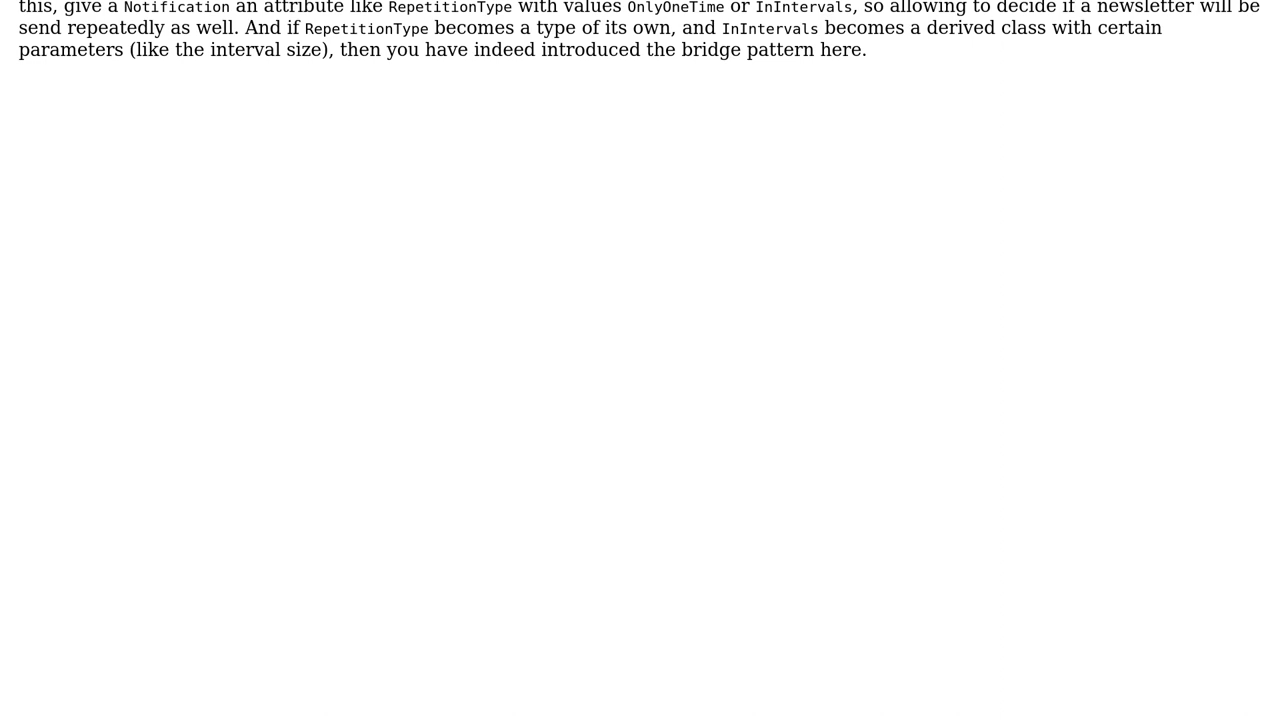 this, give a Notification an attribute like RepetitionType with values OnlyOneTime or InIntervals, so allowing to decide if a newsletter will be
send repeatedly as well. And if RepetitionType becomes a type of its own, and InIntervals becomes a derived class with certain
parameters (like the interval size), then you have indeed introduced the bridge pattern here.